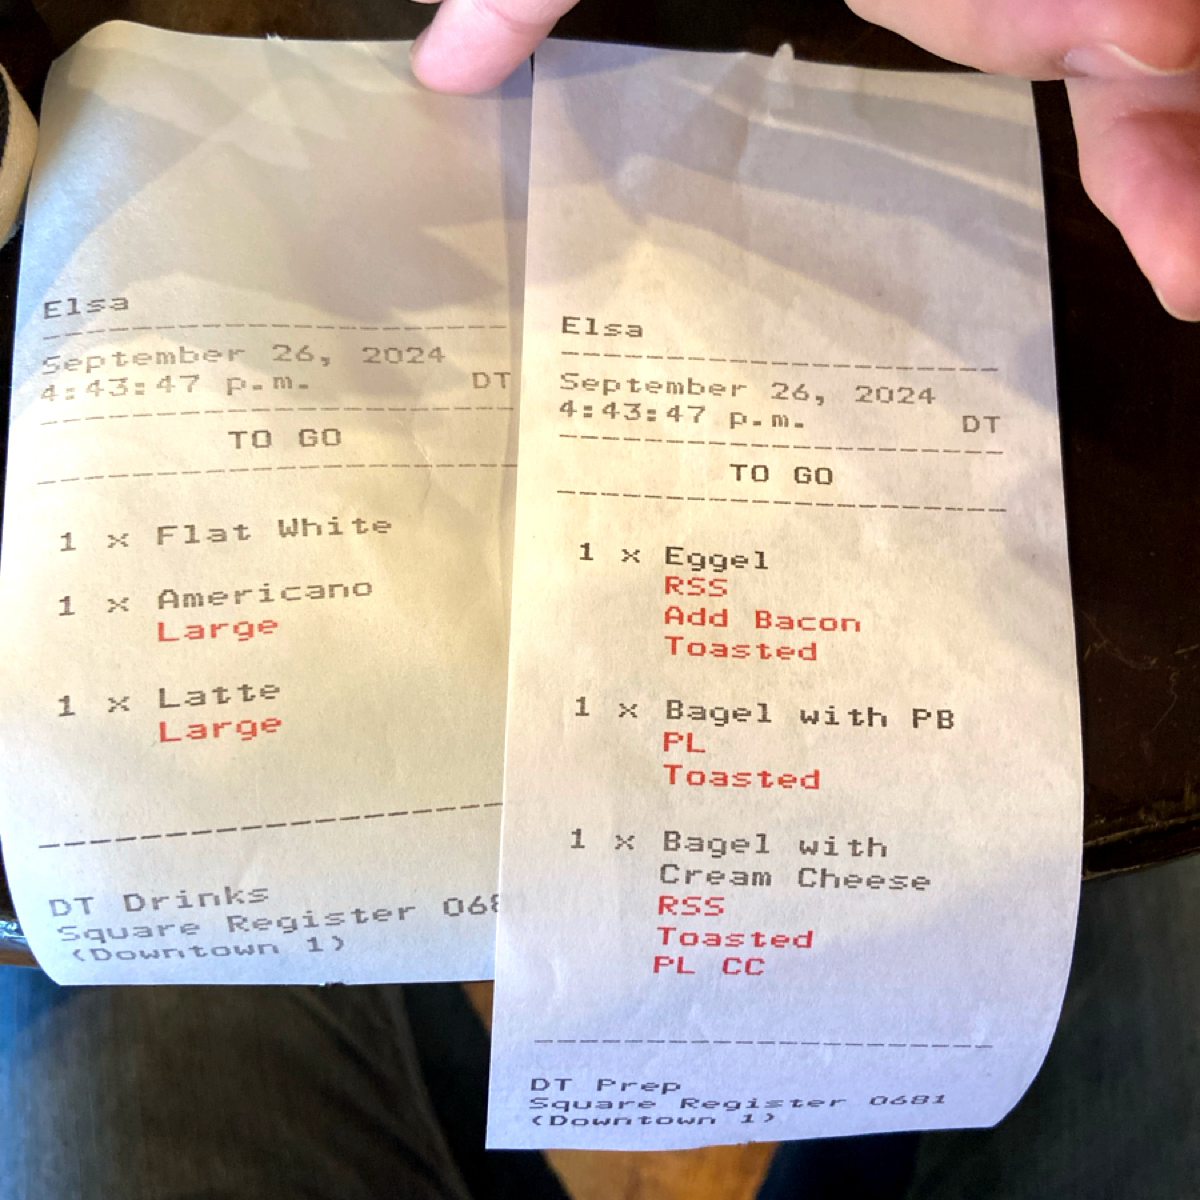 Elsa
September 26, 2024
4:43:47 p.m. DT
TO GO
1 x Flat White
1 x Americano
Large
1 x Latte
Large
DT Drinks
Square Register 068
(Downtown 1)
Elsa
September 26, 2024
4:43:47 p.m. DT
TO GO
1 x Eggel
RSS
Add Bacon
Toasted
1 x Bagel with PB
PL
Toasted
1 x Bagel with
Cream Cheese
RSS
Toasted
PL CC
DT Prep
Square Register 0681
(Downtown 1)